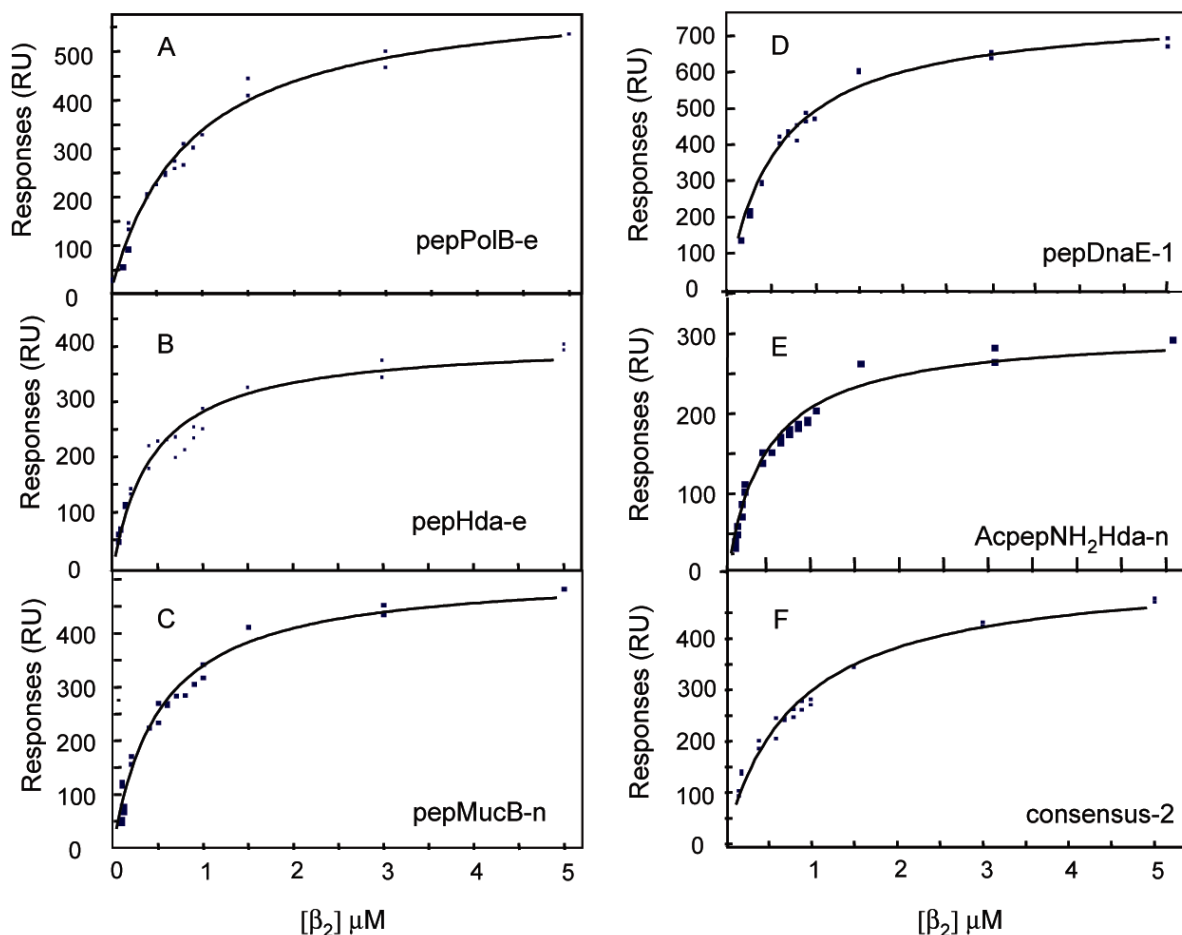 A
Responses (RU)
500
400
300
200
100
0
pepPolB-e
B
Responses (RU)
400
300
200
100
0
pepHda-e
C
Responses (RU)
400
300
200
100
0
pepMucB-n
0 1 2 3 4 5
[β₂] μM
D
Responses (RU)
700
600
500
400
300
200
100
0
pepDnaE-1
E
Responses (RU)
300
200
100
0
AcpepNH₂Hda-n
F
Responses (RU)
400
300
200
100
0
consensus-2
1 2 3 4 5
[β₂] μM